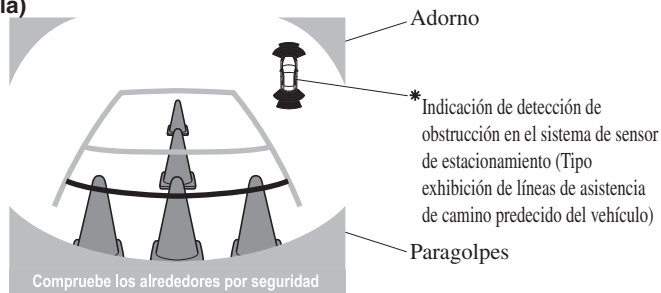 la)
Adorno
*Indicación de detección de
obstrucción en el sistema de sensor
de estacionamiento (Tipo
exhibición de líneas de asistencia
de camino predecido del vehículo)
Paragolpes
Compruebe los alrededores por seguridad